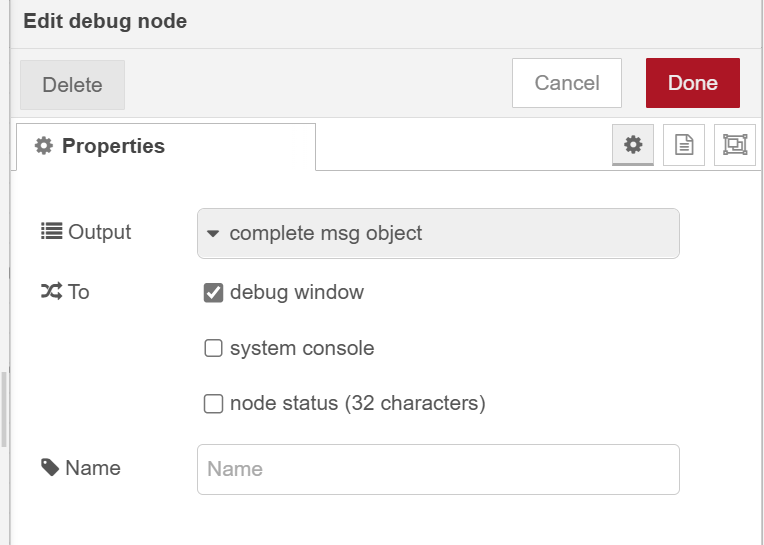 Edit debug node
Delete
Cancel
Done
Properties
Output
complete msg object
To
debug window
system console
node status (32 characters)
Name
Name